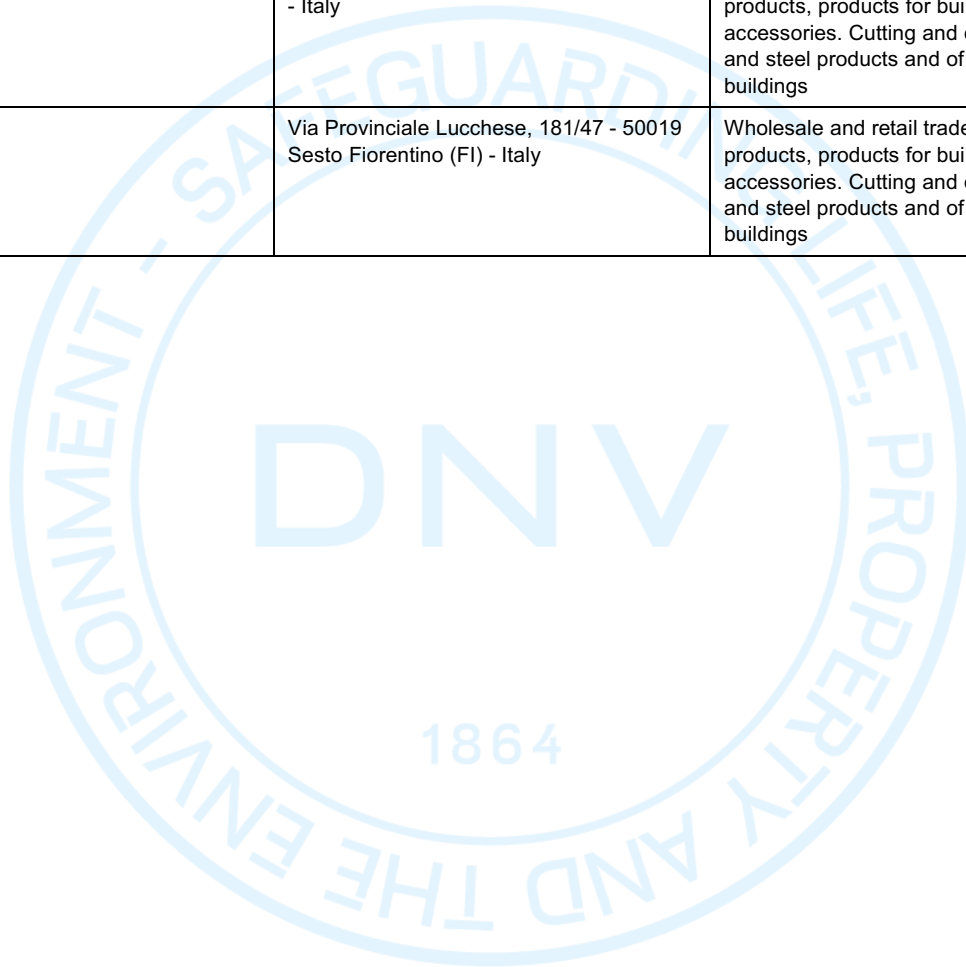 - Italy
products, products for
accessories. Cutting and
and steel products and of
buildings
Via Provinciale Lucchese, 181/47 - 50019
Sesto Fiorentino (FI) - Italy
Wholesale and retail trade
products, products for
accessories. Cutting and
and steel products and of
buildings
SAFEGUARDING LIFE, PROPERTY AND THE ENVIRONMENT -
DNV
1864